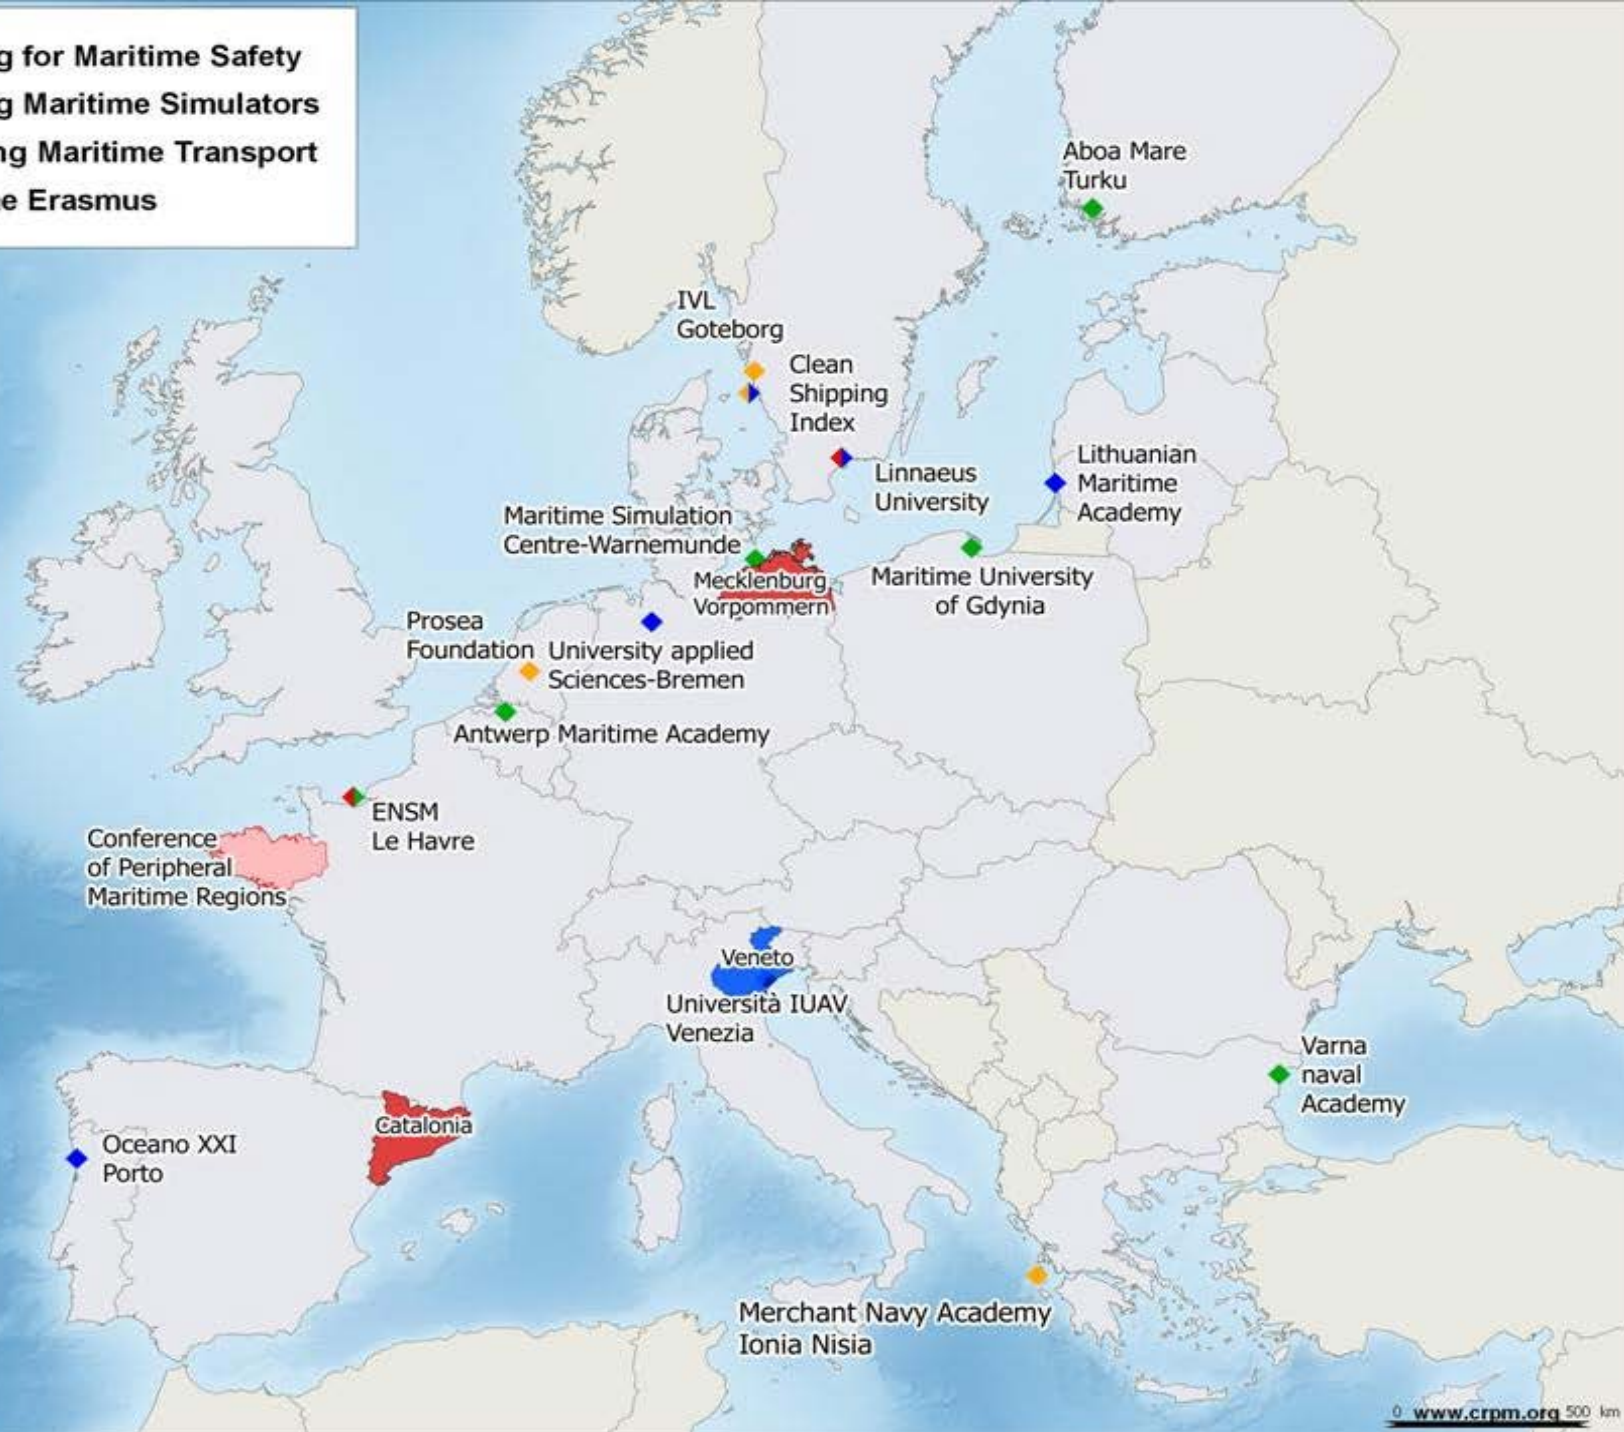 g for Maritime Safety
g Maritime Simulators
ng Maritime Transport
e Erasmus
Aboa Mare
Turku
IVL
Goteborg
Clean
Shipping
Index
Linnaeus
University
Lithuanian
Maritime
Academy
Maritime Simulation
Centre-Warnemunde
Mecklenburg
Vorpommern
Maritime University
of Gdynia
Prosea
Foundation
University applied
Sciences-Bremen
Antwerp Maritime Academy
ENSM
Le Havre
Conference
of Peripheral
Maritime Regions
Veneto
Università IUAV
Venezia
Varna
naval
Academy
Catalonia
Oceano XXI
Porto
Merchant Navy Academy
Ionia Nisia
0 www.crpm.org 500 km